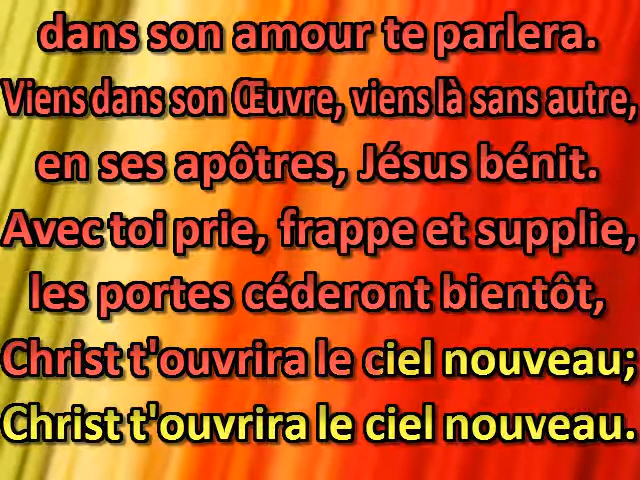 dans son amour te parlera.
Viens dans son Œuvre, viens là sans autre,
en ses apôtres, Jésus bénit.
Avec toi prie, frappe et supplie,
les portes céderont bientôt,
Christ t'ouvrira le ciel nouveau;
Christ t'ouvrira le ciel nouveau.